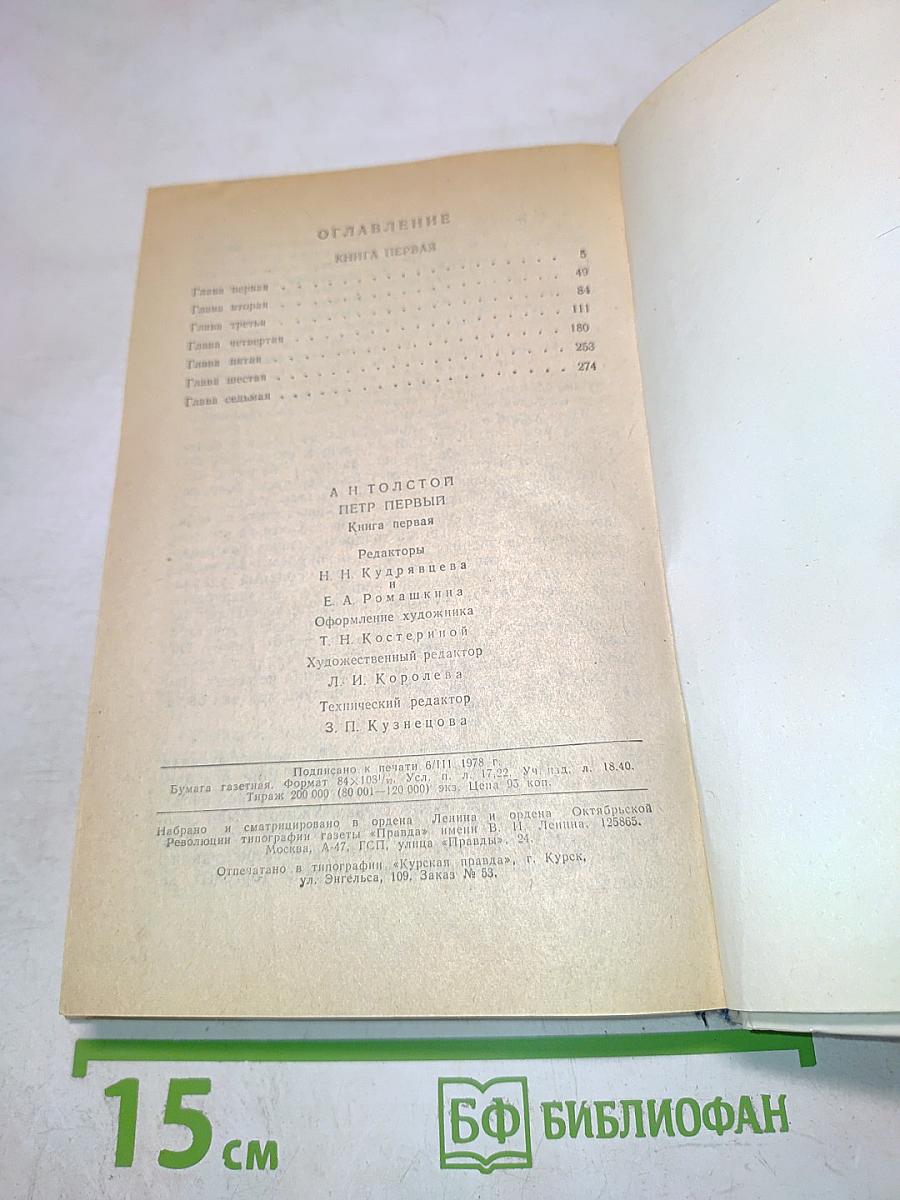 ОГЛАВЛЕНИЕ
КНИГА ПЕРВАЯ
Глава первая . . . . . . . . . . . . . . . . 5
Глава вторая . . . . . . . . . . . . . . . . 49
Глава третья . . . . . . . . . . . . . . . . 84
Глава четвертая . . . . . . . . . . . . . . . 111
Глава пятая . . . . . . . . . . . . . . . . 180
Глава шестая . . . . . . . . . . . . . . . . 253
Глава седьмая . . . . . . . . . . . . . . . . 274
А Н ТОЛСТОЙ
ПЕТР ПЕРВЫЙ
Книга первая
Редакторы
Н. Н. Кудрявцева
и
Е. А. Ромашкина
Оформление художника
Т. Н. Костериной
Художественный редактор
Л. И. Королева
Технический редактор
З. П. Кузнецова
Подписано к печати 6/III 1978 г.
Бумага газетная. Формат 84×108¹/₃₂. Усл. п. л. 17,22. Уч. изд. л. 18.40.
Тираж 200 000 (80 001—120 000) экз. Цена 95 коп.
Набрано и сматрицировано в ордена Ленина и ордена Октябрьской
Революции типографии газеты «Правда» имени В. И. Ленина. 125865.
Москва, А-47, ГСП, улица «Правды». 24.
Отпечатано в типографии «Курская правда», г. Курск,
ул. Энгельса, 109. Заказ № 53.
15 см
БФ БИБЛИОФАН